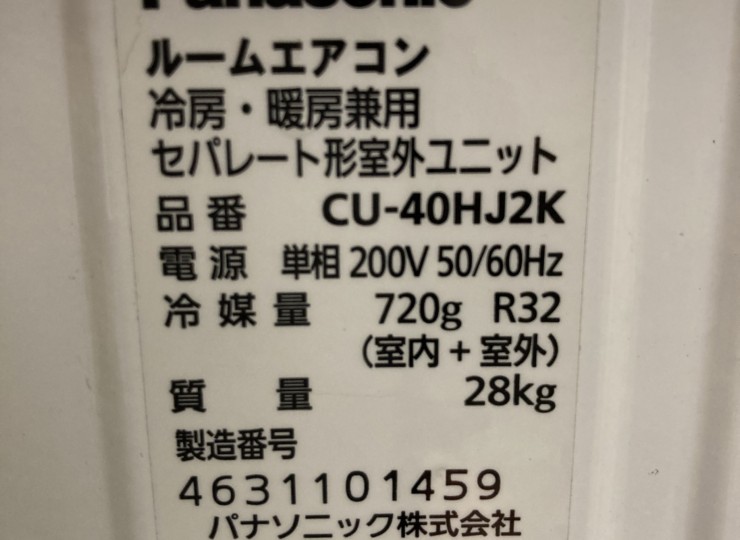 Panasonic
ルームエアコン
冷房・暖房兼用
セパレート形室外ユニット
品番 CU-40HJ2K
電源 単相 200V 50/60Hz
冷媒量 720g R32
（室内＋室外）
質量 28kg
製造番号
4631101459
パナソニック株式会社